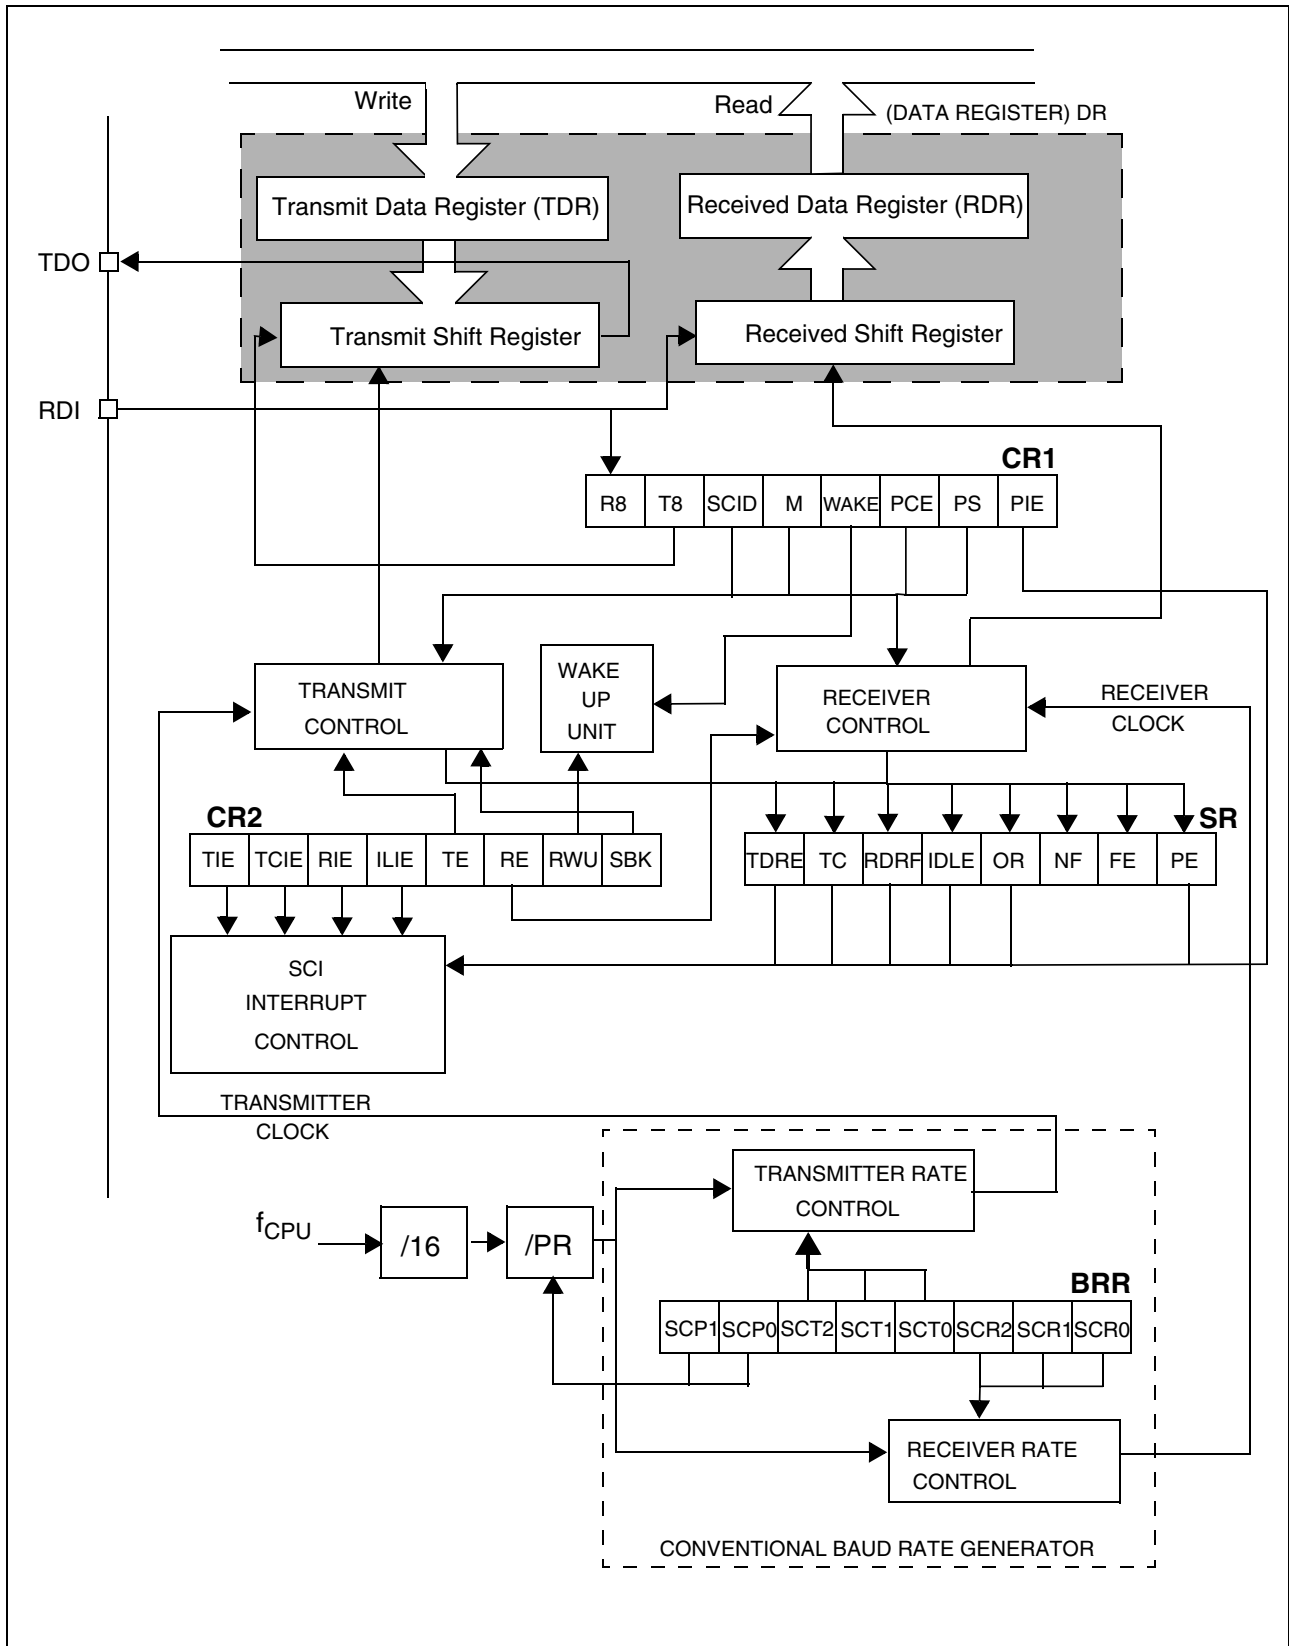 Write
Read
(DATA REGISTER) DR
Transmit Data Register (TDR)
Received Data Register (RDR)
TDO
Transmit Shift Register
Received Shift Register
RDI
CR1
R8 T8 SCID M WAKE PCE PS PIE
TRANSMIT
CONTROL
WAKE
UP
UNIT
RECEIVER
CONTROL
RECEIVER
CLOCK
CR2
TIE TCIE RIE ILIE TE RE RWU SBK
SR
TDRE TC RDRF IDLE OR NF FE PE
SCI
INTERRUPT
CONTROL
TRANSMITTER
CLOCK
TRANSMITTER RATE
CONTROL
fCPU
/16
/PR
BRR
SCP1 SCP0 SCT2 SCT1 SCT0 SCR2 SCR1 SCR0
RECEIVER RATE
CONTROL
CONVENTIONAL BAUD RATE GENERATOR